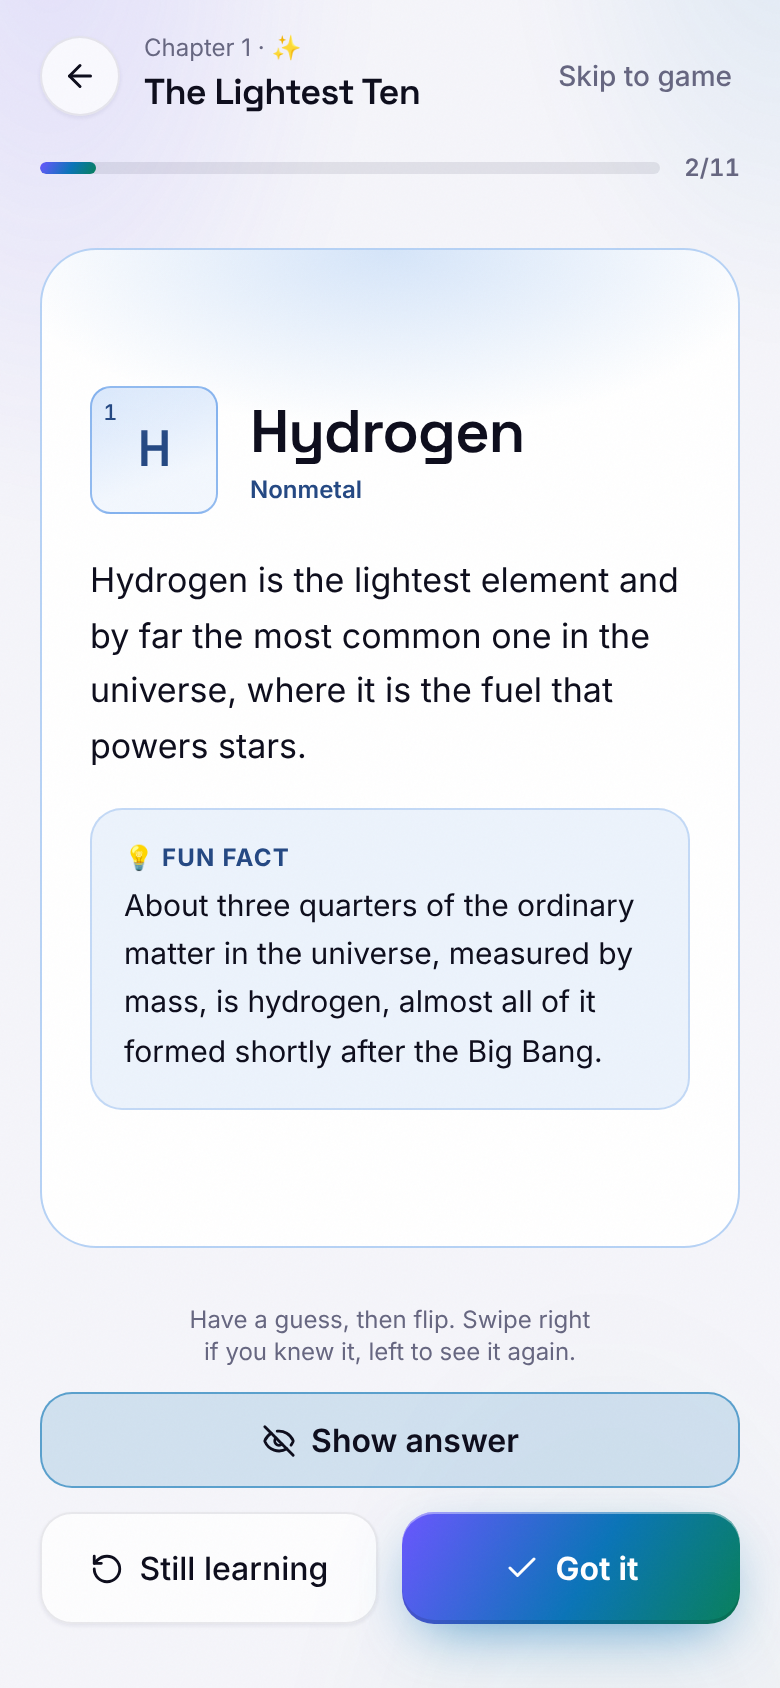 Chapter 1 · ✨
The Lightest Ten
Skip to game
2/11
1
H
Hydrogen
Nonmetal
Hydrogen is the lightest element and
by far the most common one in the
universe, where it is the fuel that
powers stars.
💡 FUN FACT
About three quarters of the ordinary
matter in the universe, measured by
mass, is hydrogen, almost all of it
formed shortly after the Big Bang.
Have a guess, then flip. Swipe right
if you knew it, left to see it again.
Show answer
Still learning
Got it